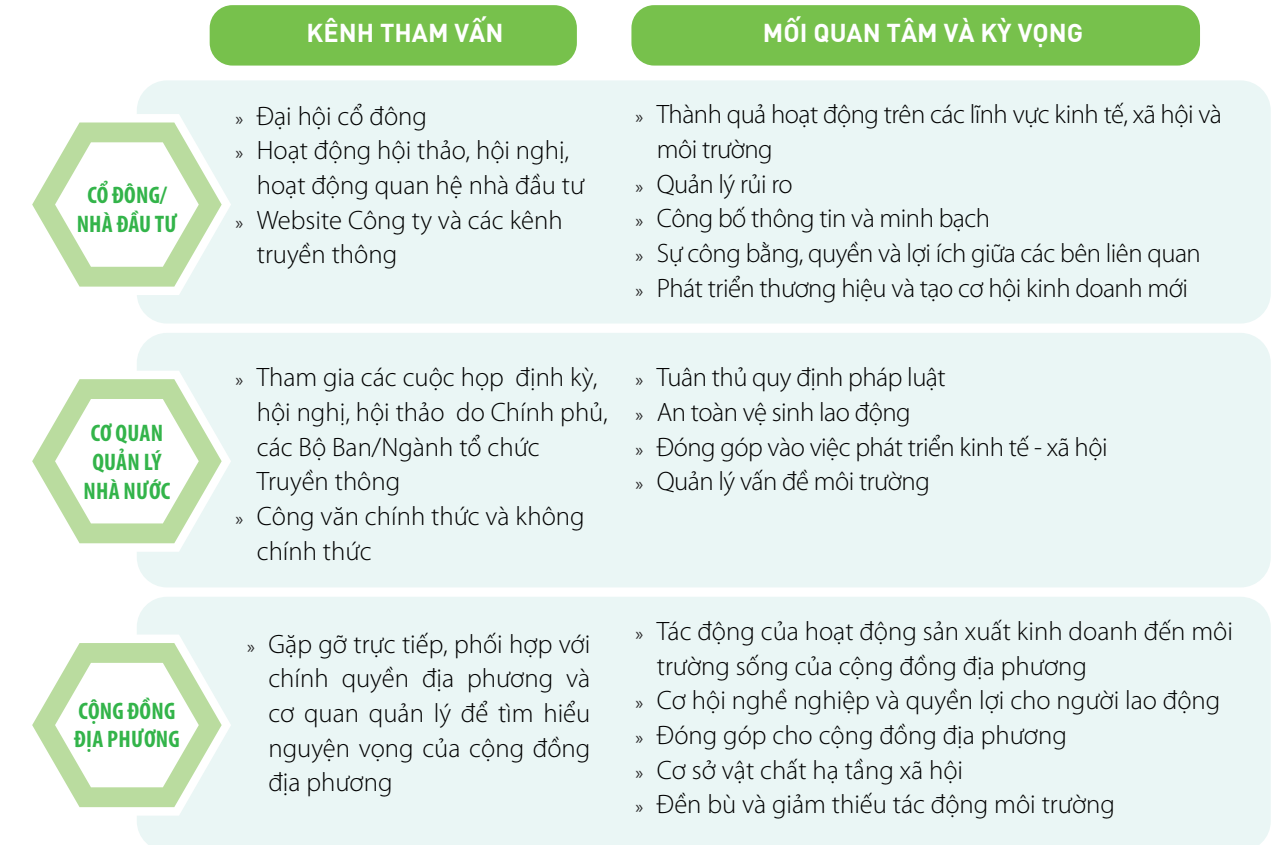 KÊNH THAM VẤN
MỐI QUAN TÂM VÀ KỲ VỌNG
CỔ ĐÔNG/
NHÀ ĐẦU TƯ
» Đại hội cổ đông
» Hoạt động hội thảo, hội nghị,
hoạt động quan hệ nhà đầu tư
» Website Công ty và các kênh
truyền thông
» Thành quả hoạt động trên các lĩnh vực kinh tế, xã hội và
môi trường
» Quản lý rủi ro
» Công bố thông tin và minh bạch
» Sự công bằng, quyền và lợi ích giữa các bên liên quan
» Phát triển thương hiệu và tạo cơ hội kinh doanh mới
CƠ QUAN
QUẢN LÝ
NHÀ NƯỚC
» Tham gia các cuộc họp định kỳ,
hội nghị, hội thảo do Chính phủ,
các Bộ Ban/Ngành tổ chức
Truyền thông
» Công văn chính thức và không
chính thức
» Tuân thủ quy định pháp luật
» An toàn vệ sinh lao động
» Đóng góp vào việc phát triển kinh tế - xã hội
» Quản lý vấn đề môi trường
CỘNG ĐỒNG
ĐỊA PHƯƠNG
» Gặp gỡ trực tiếp, phối hợp với
chính quyền địa phương và
cơ quan quản lý để tìm hiểu
nguyện vọng của cộng đồng
địa phương
» Tác động của hoạt động sản xuất kinh doanh đến môi
trường sống của cộng đồng địa phương
» Cơ hội nghề nghiệp và quyền lợi cho người lao động
» Đóng góp cho cộng đồng địa phương
» Cơ sở vật chất hạ tầng xã hội
» Đền bù và giảm thiếu tác động môi trường